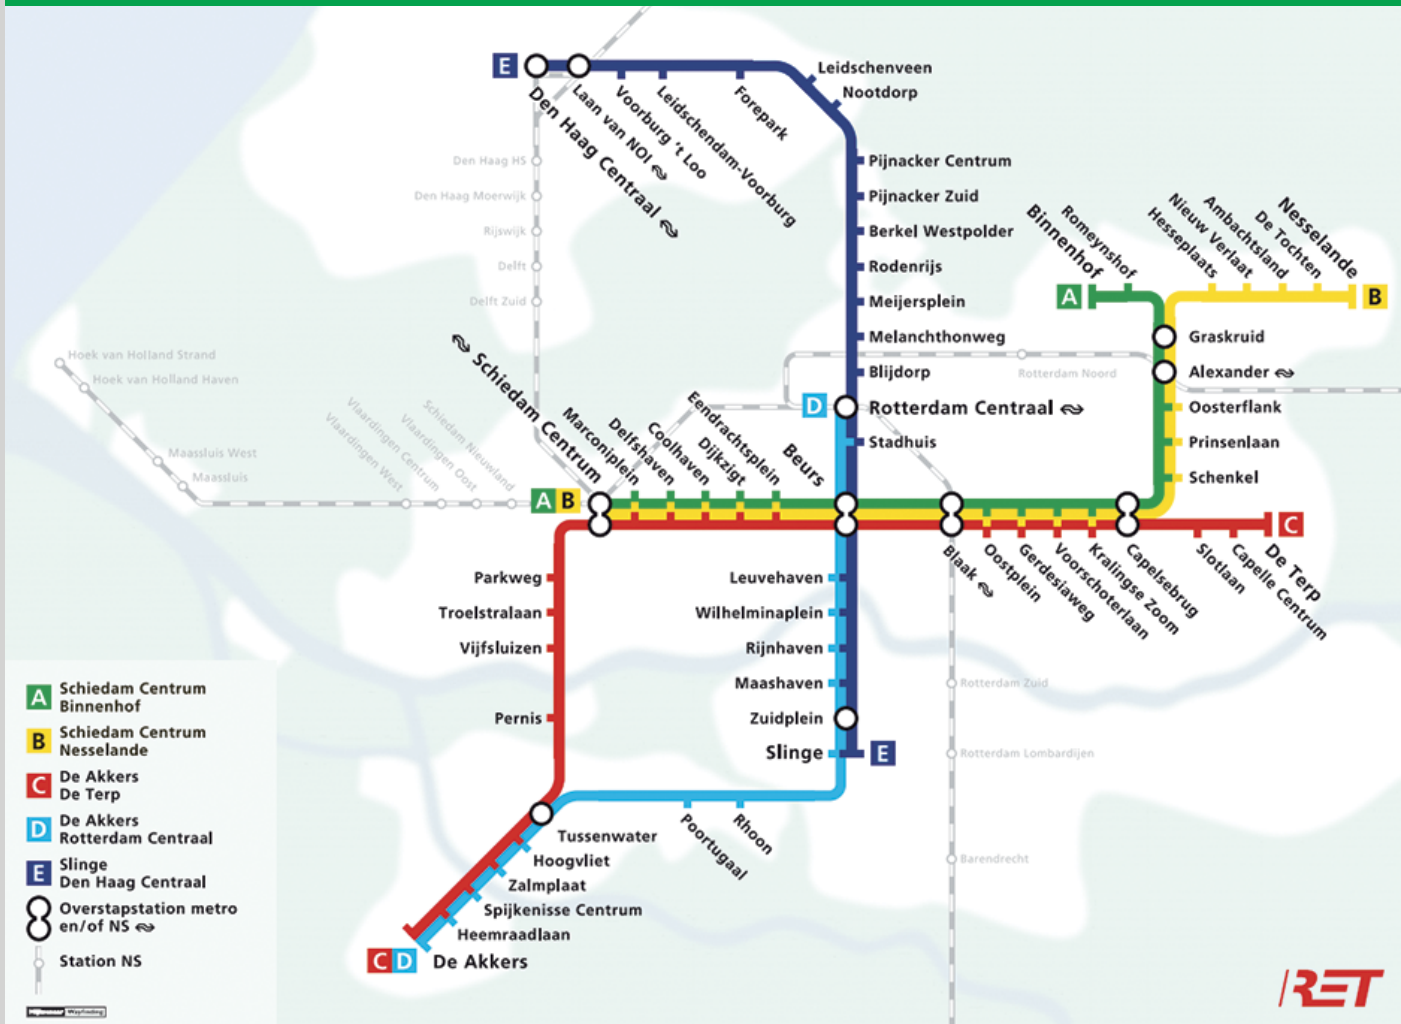 E
Den Haag Centraal
Laan van NOI
Voorburg 't Loo
Leidschendam-Voorburg
Forepark
Leidschenveen
Nootdorp
Pijnacker Centrum
Pijnacker Zuid
Berkel Westpolder
Rodenrijs
Meijersplein
Melanchthonweg
Blijdorp
D
Rotterdam Centraal
Stadhuis
Den Haag HS
Den Haag Moerwijk
Rijswijk
Delft
Delft Zuid
Hoek van Holland Strand
Hoek van Holland Haven
Maassluis West
Maassluis
Vlaardingen West
Vlaardingen Centrum
Vlaardingen Oost
Schiedam Nieuwland
A
Binnenhof
Romeynshof
Hesseplaats
Nieuw Verlaat
Ambachtsland
De Tochten
Nesselande
B
Graskruid
Alexander
Oosterflank
Prinsenlaan
Schenkel
Rotterdam Noord
A B
Schiedam Centrum
Marconiplein
Delfshaven
Coolhaven
Dijkzigt
Eendrachtsplein
Beurs
Blaak
Oostplein
Gerdesiaweg
Voorschoterlaan
Kralingse Zoom
Capelsebrug
Slotlaan
Capelle Centrum
De Terp
C
Parkweg
Troelstralaan
Vijfsluizen
Pernis
Leuvehaven
Wilhelminaplein
Rijnhaven
Maashaven
Zuidplein
Slinge
E
Rotterdam Zuid
Rotterdam Lombardijen
Barendrecht
Tussenwater
Hoogvliet
Zalmplaat
Spijkenisse Centrum
Heemraadlaan
C D
De Akkers
Poortugaal
Rhoon
A
Schiedam Centrum
Binnenhof
B
Schiedam Centrum
Nesselande
C
De Akkers
De Terp
D
De Akkers
Rotterdam Centraal
E
Slinge
Den Haag Centraal
Overstapstation metro
en/of NS
Station NS
RET